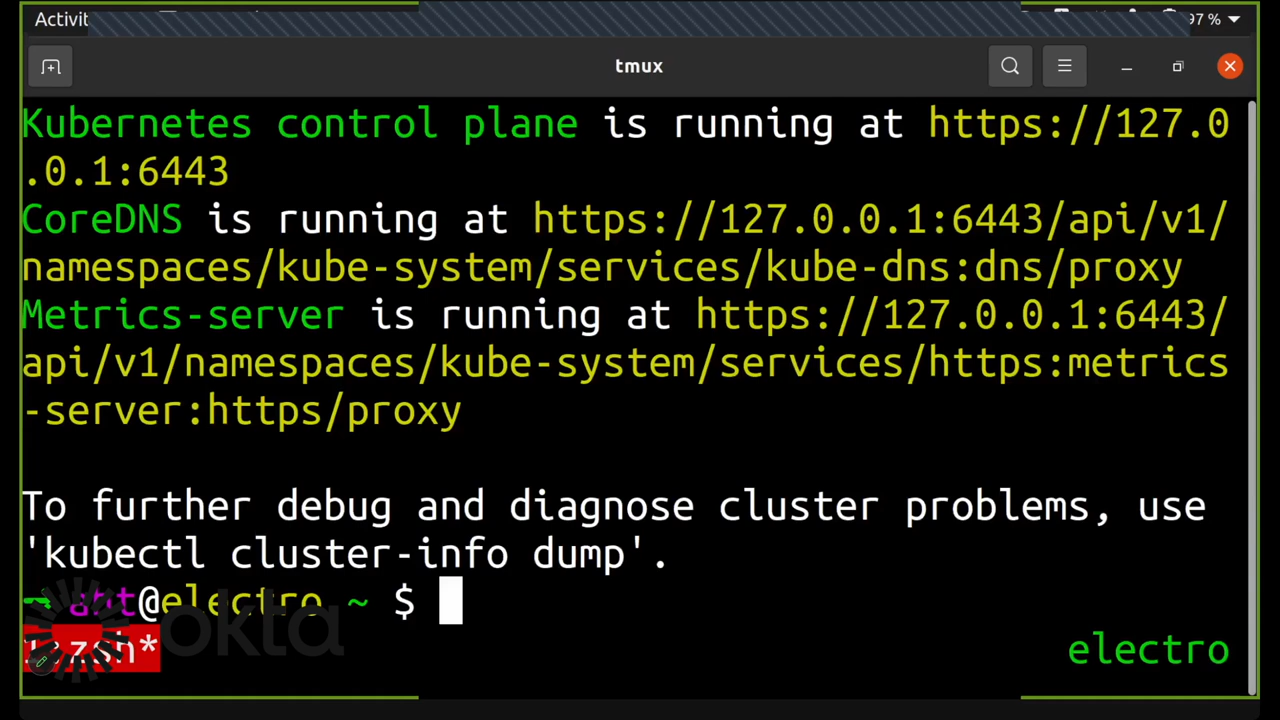 Activit
97 %
tmux
Kubernetes control plane is running at https://127.0
.0.1:6443
CoreDNS is running at https://127.0.0.1:6443/api/v1/
namespaces/kube-system/services/kube-dns:dns/proxy
Metrics-server is running at https://127.0.0.1:6443/
api/v1/namespaces/kube-system/services/https:metrics
-server:https/proxy
To further debug and diagnose cluster problems, use
'kubectl cluster-info dump'.
@electro ~ $
okta
zsh*
electro